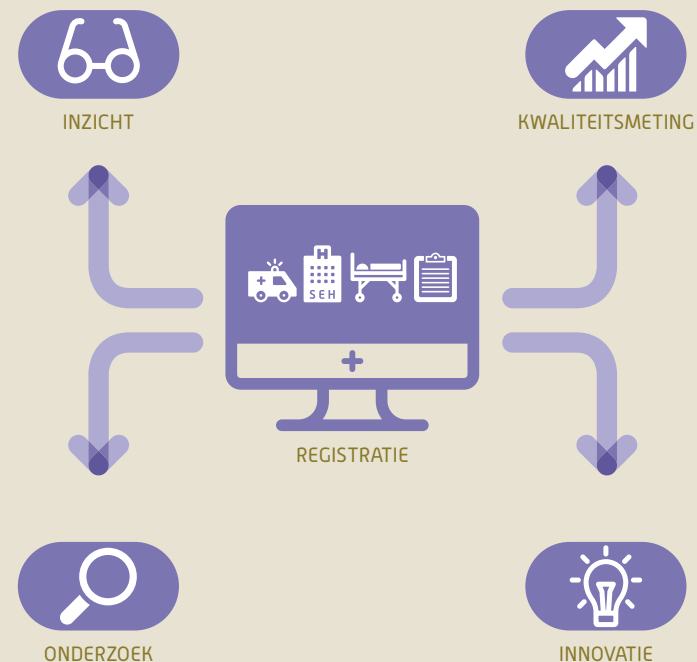 INZICHT
KWALITEITSMETING
H
SEH
REGISTRATIE
ONDERZOEK
INNOVATIE